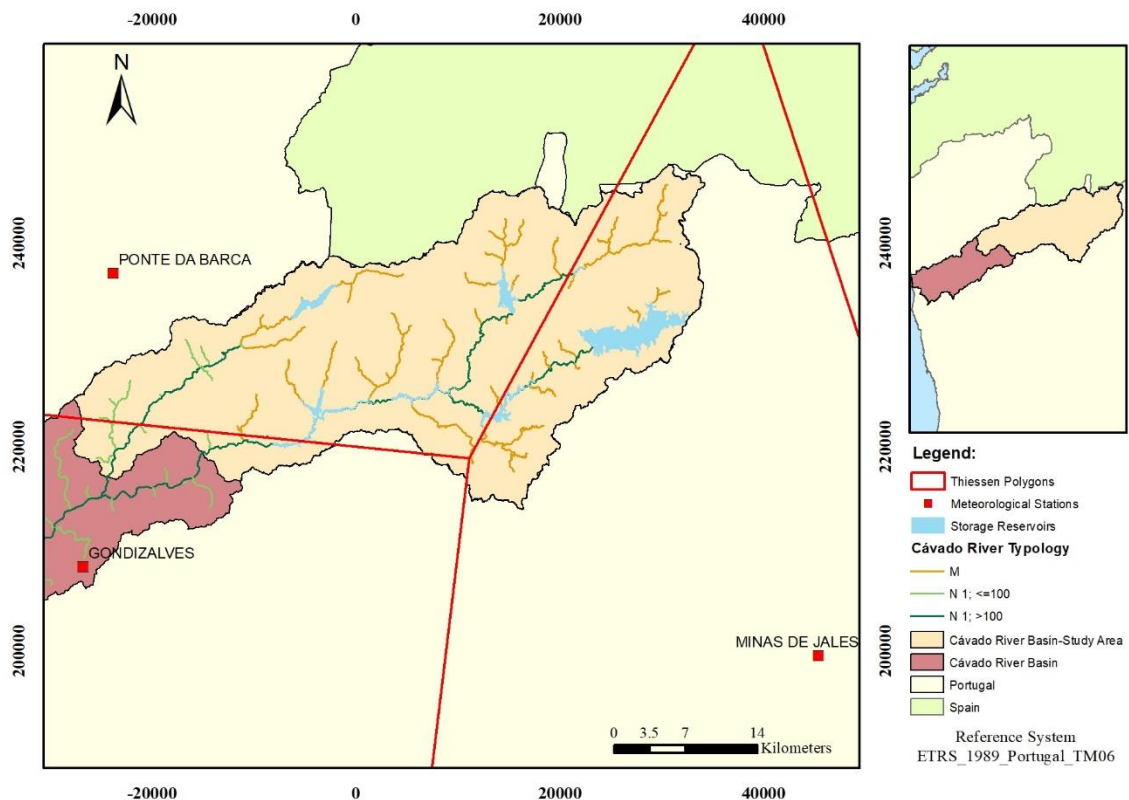 -20000 0 20000 40000
N
240000
220000
200000
PONTE DA BARCA
GONDIZALVES
MINAS DE JALES
0 3.5 7 14
Kilometers
240000
220000
200000
-20000 0 20000 40000
Legend:
Thiessen Polygons
Meteorological Stations
Storage Reservoirs
Cávado River Typology
M
N 1; <=100
N 1; >100
Cávado River Basin-Study Area
Cávado River Basin
Portugal
Spain
Reference System
ETRS_1989_Portugal_TM06